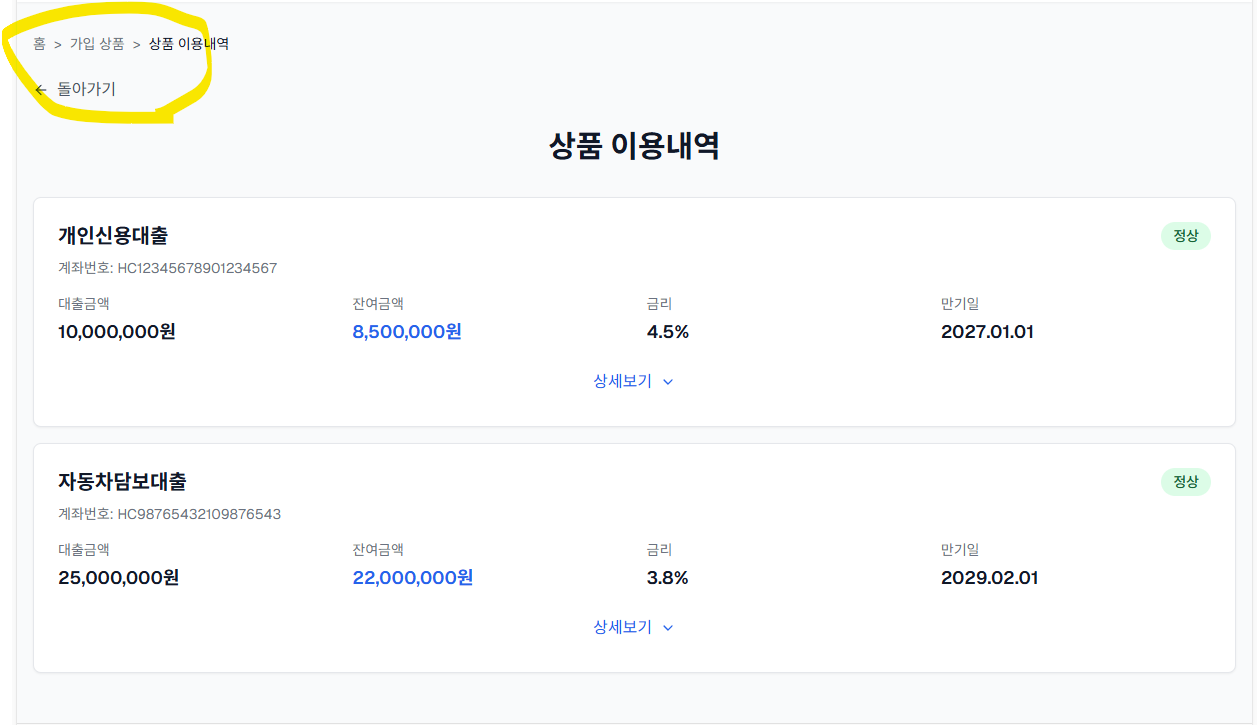 홈 > 가입 상품 > 상품 이용내역
← 돌아가기
상품 이용내역
개인신용대출 정상
계좌번호: HC12345678901234567
대출금액 잔여금액 금리 만기일
10,000,000원 8,500,000원 4.5% 2027.01.01
상세보기
자동차담보대출 정상
계좌번호: HC98765432109876543
대출금액 잔여금액 금리 만기일
25,000,000원 22,000,000원 3.8% 2029.02.01
상세보기